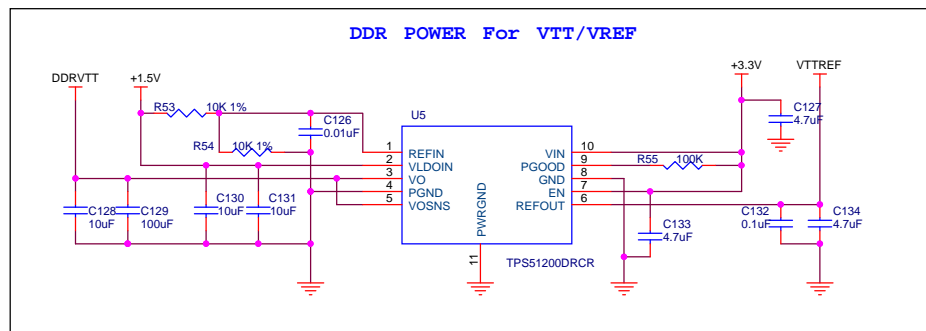 DDR POWER For VTT/VREF
DDRVTT
+1.5V
+3.3V
VTTREF
R53
10K 1%
C126
0.01uF
U5
C127
4.7uF
R54
10K 1%
1
REFIN
VIN
10
2
VLDOIN
PGOOD
9
R55
100K
3
VO
GND
8
4
PGND
EN
7
5
VOSNS
REFOUT
6
PWRGND
11
TPS51200DRCR
C128
10uF
C129
100uF
C130
10uF
C131
10uF
C133
4.7uF
C132
0.1uF
C134
4.7uF